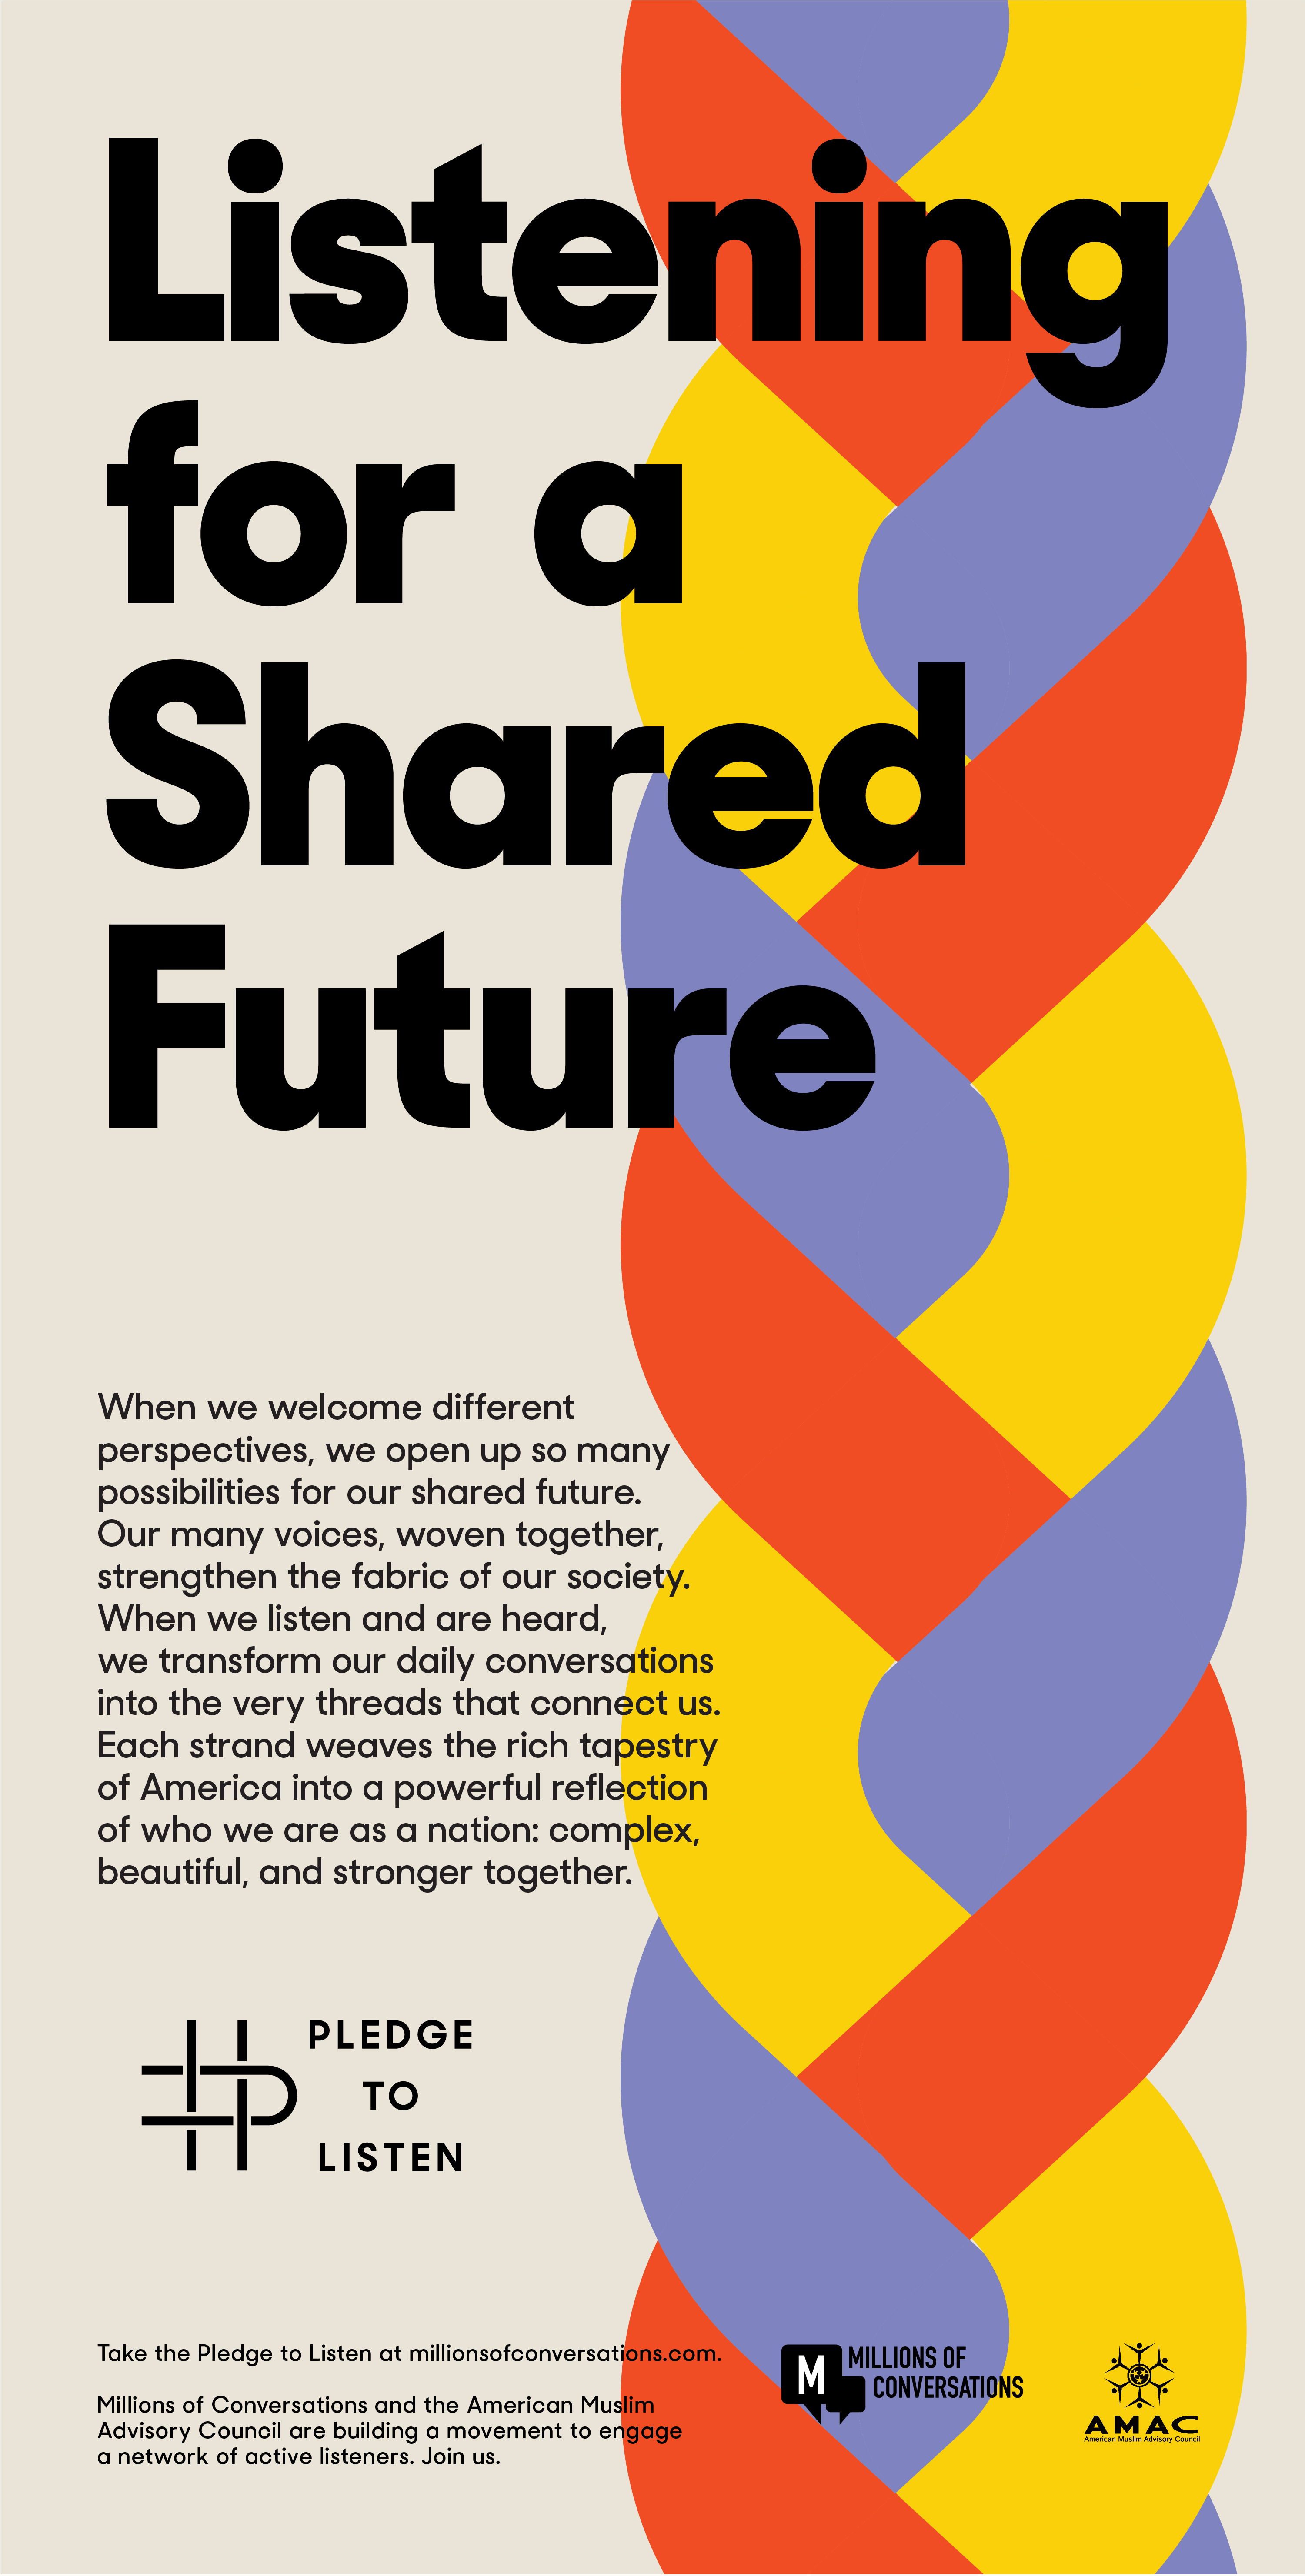 Listening
for a
Shared
Future
When we welcome different
perspectives, we open up so many
possibilities for our shared future.
Our many voices, woven together,
strengthen the fabric of our society.
When we listen and are heard,
we transform our daily conversations
into the very threads that connect us.
Each strand weaves the rich tapestry
of America into a powerful reflection
of who we are as a nation: complex,
beautiful, and stronger together.
PLEDGE
TO
LISTEN
Take the Pledge to Listen at millionsofconversations.com.
Millions of Conversations and the American Muslim
Advisory Council are building a movement to engage
a network of active listeners. Join us.
M
MILLIONS OF
CONVERSATIONS
AMAC
American Muslim Advisory Council